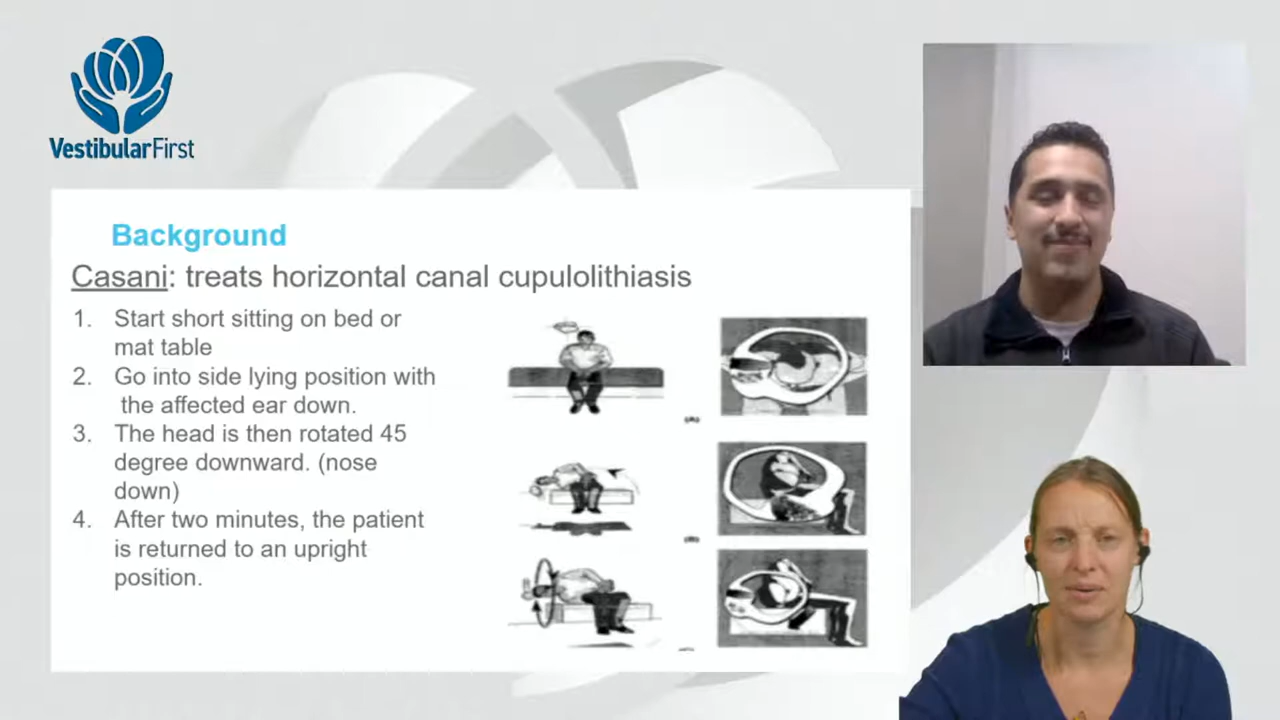 VestibularFirst
Background
Casani: treats horizontal canal cupulolithiasis
1. Start short sitting on bed or
mat table
2. Go into side lying position with
the affected ear down.
3. The head is then rotated 45
degree downward. (nose
down)
4. After two minutes, the patient
is returned to an upright
position.